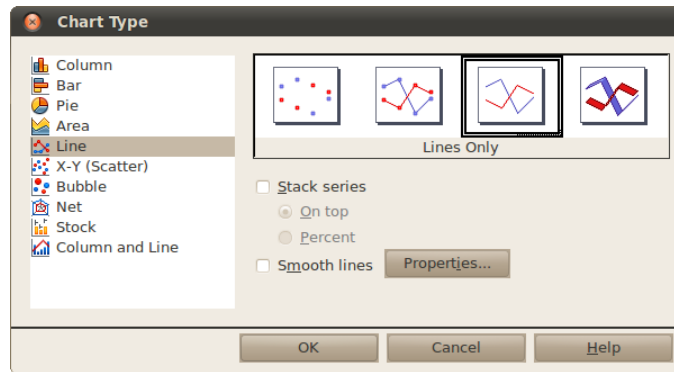 Chart Type
Column
Bar
Pie
Area
Line
X-Y (Scatter)
Bubble
Net
Stock
Column and Line
Lines Only
Stack series
On top
Percent
Smooth lines
Properties...
OK
Cancel
Help